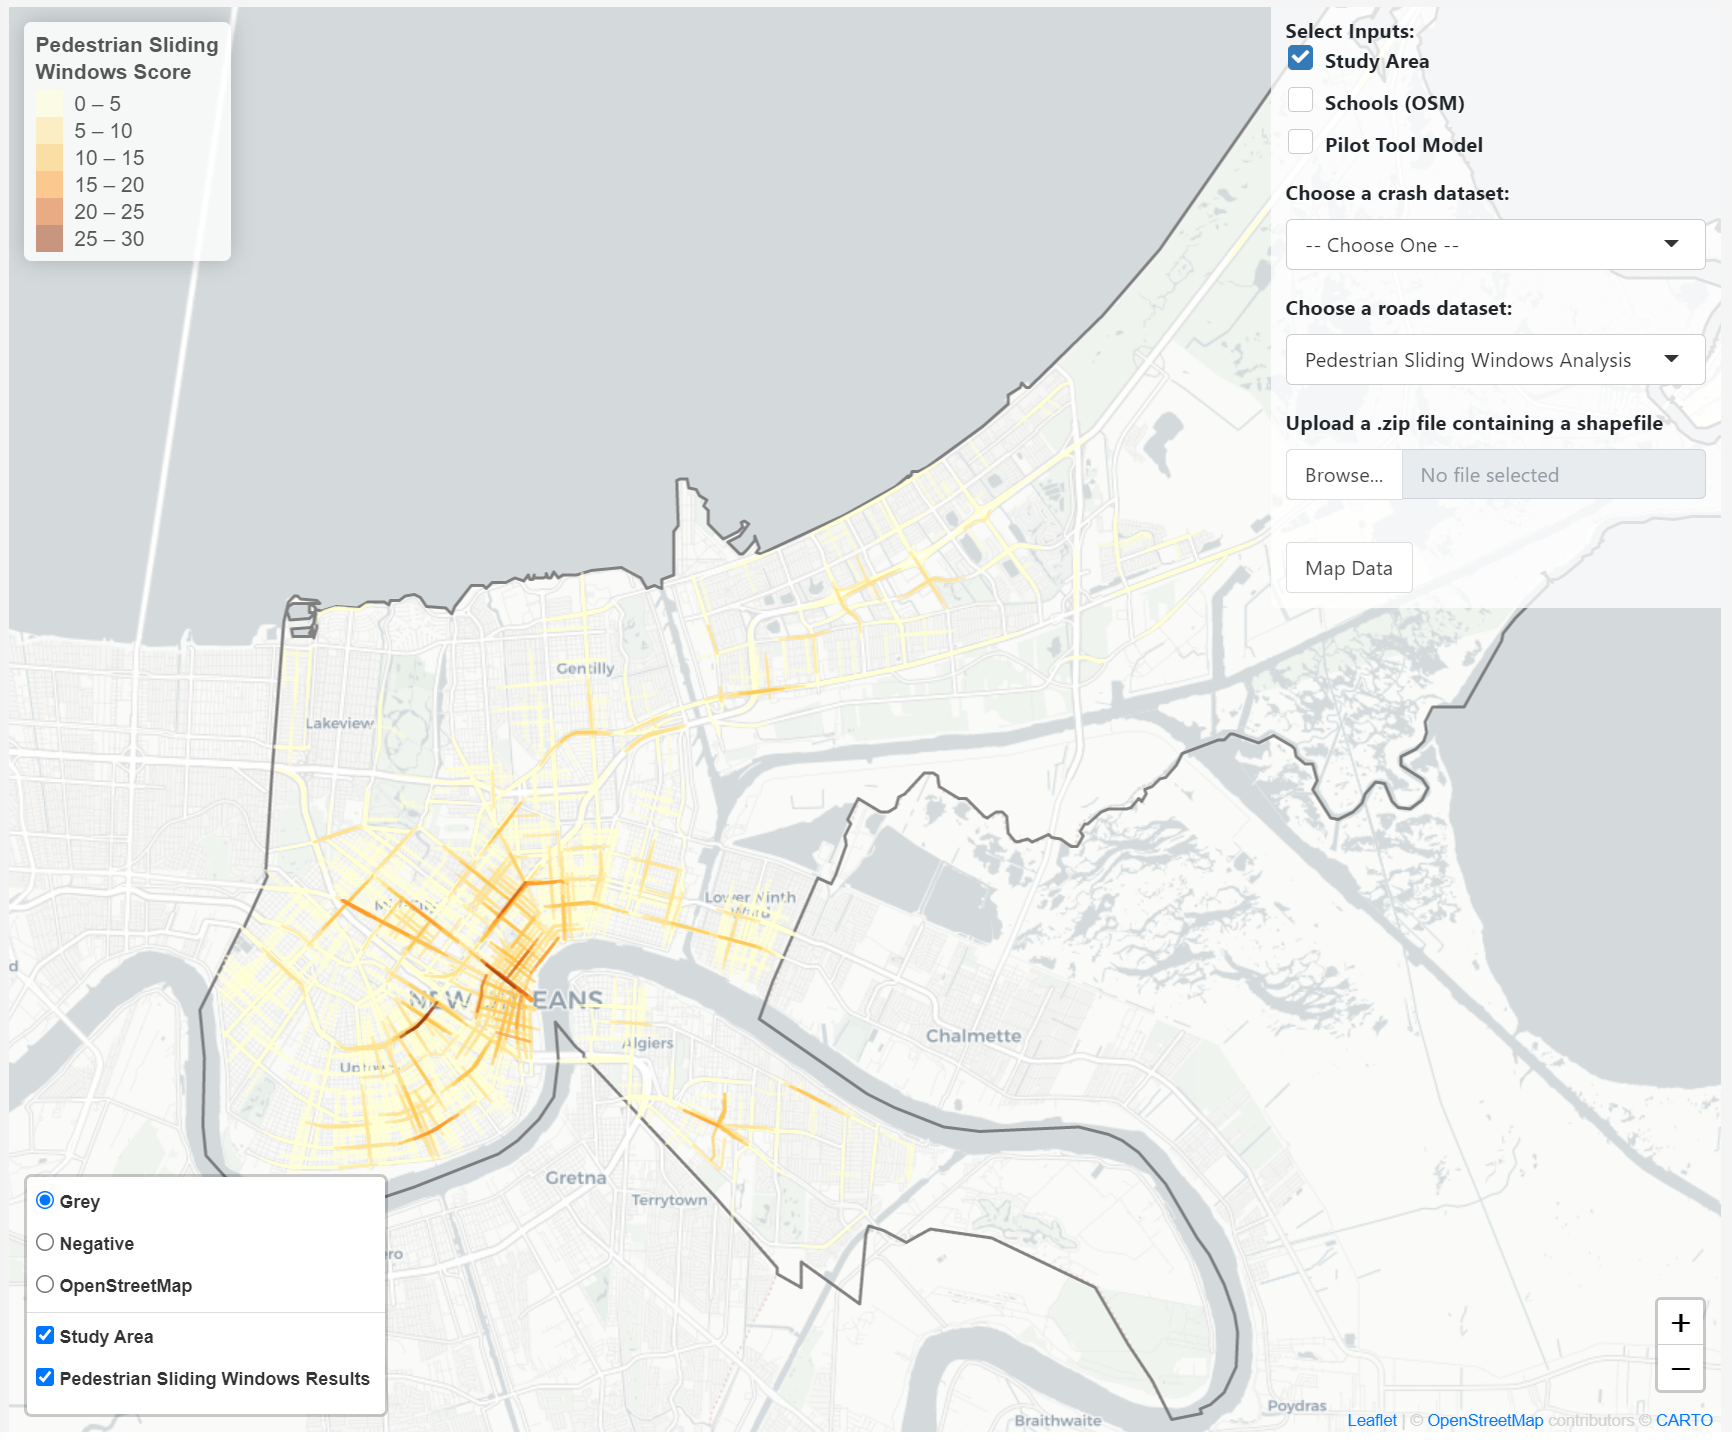 Pedestrian Sliding
Windows Score
0 – 5
5 – 10
10 – 15
15 – 20
20 – 25
25 – 30
Select Inputs:
Study Area
Schools (OSM)
Pilot Tool Model
Choose a crash dataset:
-- Choose One --
Choose a roads dataset:
Pedestrian Sliding Windows Analysis
Upload a .zip file containing a shapefile
Browse...
No file selected
Map Data
Gentilly
Lakeview
Lower Ninth
Ward
NEW ORLEANS
Chalmette
Algiers
Uptown
Gretna
Terrytown
Braithwaite
Poydras
Grey
Negative
OpenStreetMap
Study Area
Pedestrian Sliding Windows Results
+
−
Leaflet | © OpenStreetMap contributors © CARTO